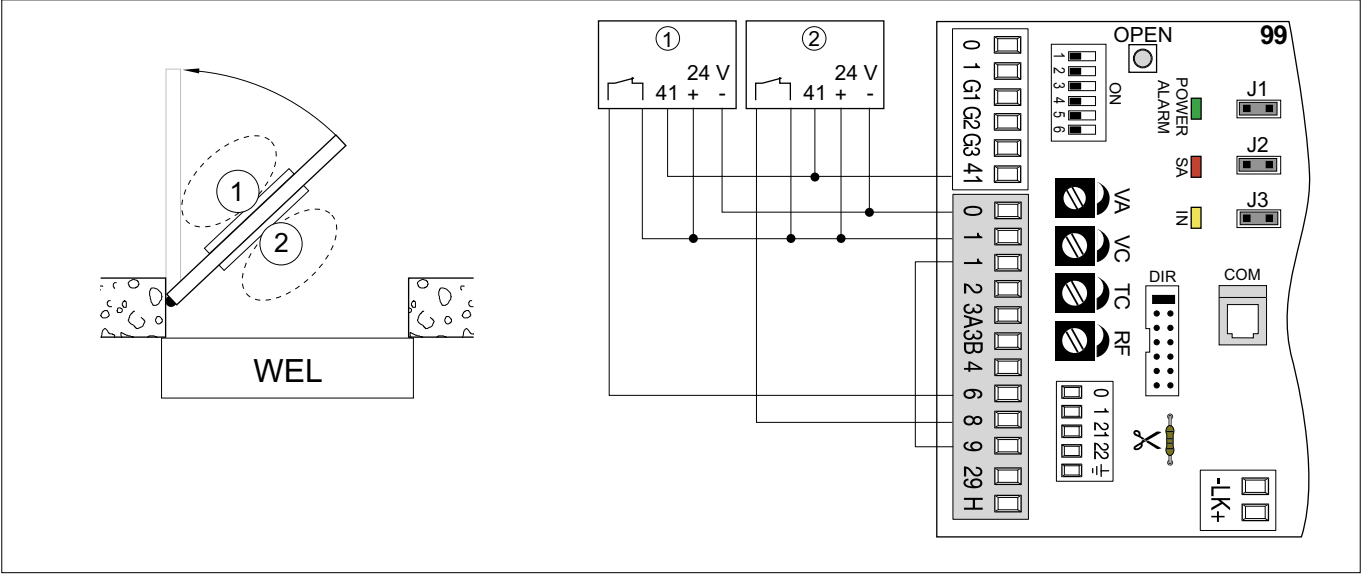 1
2
WEL
1
24 V
41 + -
2
24 V
41 + -
0
1
G1
G2
G3
41
0
1
1
2
3A
3B
4
6
8
9
29
H
1
2
3
4
5
6
ON
OPEN
99
POWER
ALARM
SA
IN
J1
J2
J3
VA
VC
TC
RF
DIR
COM
0
1
21
22
-LK+